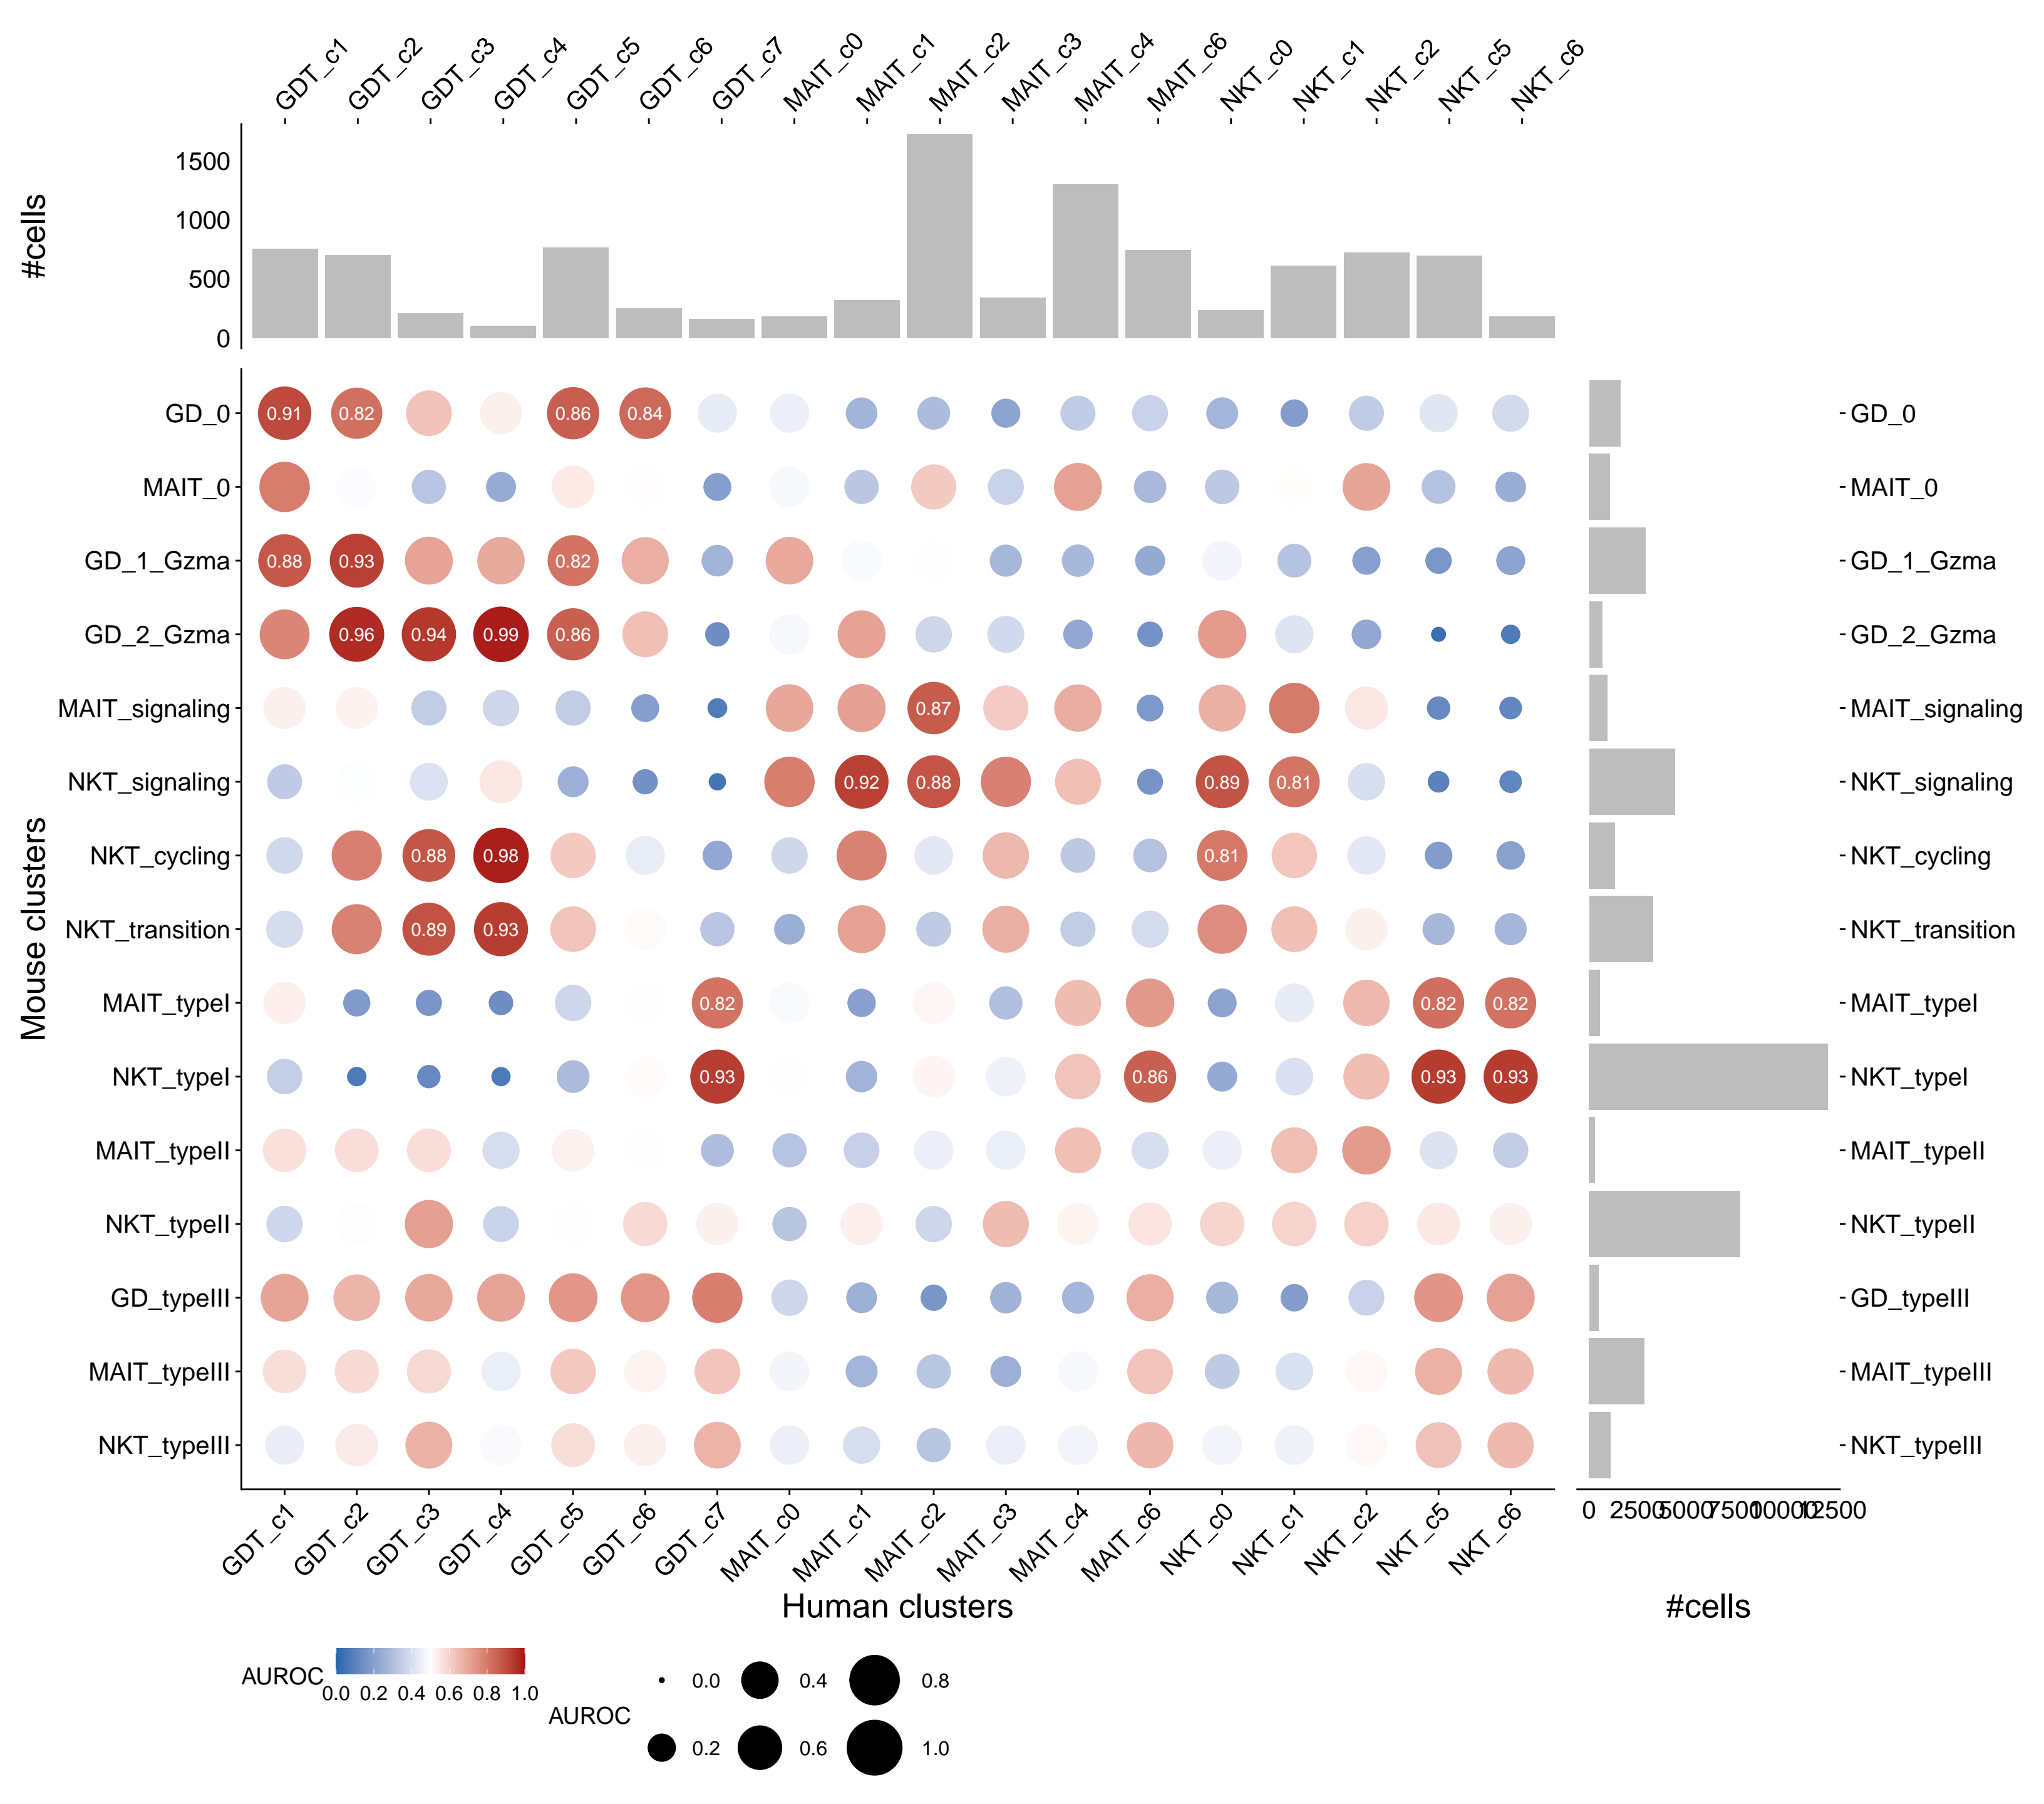 GDT_c1 GDT_c2 GDT_c3 GDT_c4 GDT_c5 GDT_c6 GDT_c7 MAIT_c0 MAIT_c1 MAIT_c2 MAIT_c3 MAIT_c4 MAIT_c6 NKT_c0 NKT_c1 NKT_c2 NKT_c5 NKT_c6
#cells
1500
1000
500
0
Mouse clusters
GD_0 0.91 0.82 0.86 0.84 GD_0
MAIT_0 MAIT_0
GD_1_Gzma 0.88 0.93 0.82 GD_1_Gzma
GD_2_Gzma 0.96 0.94 0.99 0.86 GD_2_Gzma
MAIT_signaling 0.87 MAIT_signaling
NKT_signaling 0.92 0.88 0.89 0.81 NKT_signaling
NKT_cycling 0.88 0.98 0.81 NKT_cycling
NKT_transition 0.89 0.93 NKT_transition
MAIT_typeI 0.82 0.82 0.82 MAIT_typeI
NKT_typeI 0.93 0.86 0.93 0.93 NKT_typeI
MAIT_typeII MAIT_typeII
NKT_typeII NKT_typeII
GD_typeIII GD_typeIII
MAIT_typeIII MAIT_typeIII
NKT_typeIII NKT_typeIII
0 2500 5000 7500 10000 12500
GDT_c1 GDT_c2 GDT_c3 GDT_c4 GDT_c5 GDT_c6 GDT_c7 MAIT_c0 MAIT_c1 MAIT_c2 MAIT_c3 MAIT_c4 MAIT_c6 NKT_c0 NKT_c1 NKT_c2 NKT_c5 NKT_c6
Human clusters
#cells
AUROC
0.0 0.2 0.4 0.6 0.8 1.0
AUROC
0.0 0.4 0.8
0.2 0.6 1.0